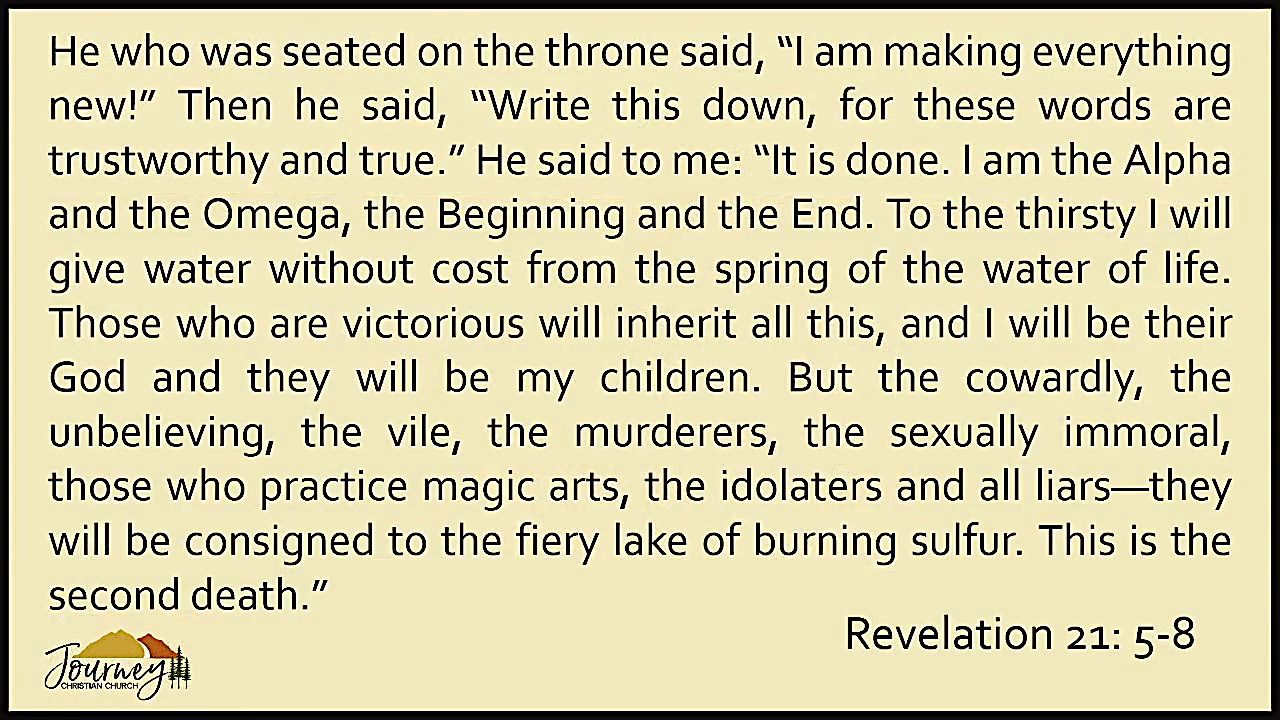 He who was seated on the throne said, “I am making everything
new!” Then he said, “Write this down, for these words are
trustworthy and true.” He said to me: “It is done. I am the Alpha
and the Omega, the Beginning and the End. To the thirsty I will
give water without cost from the spring of the water of life.
Those who are victorious will inherit all this, and I will be their
God and they will be my children. But the cowardly, the
unbelieving, the vile, the murderers, the sexually immoral,
those who practice magic arts, the idolaters and all liars—they
will be consigned to the fiery lake of burning sulfur. This is the
second death.”
Revelation 21: 5-8
Journey
CHRISTIAN CHURCH